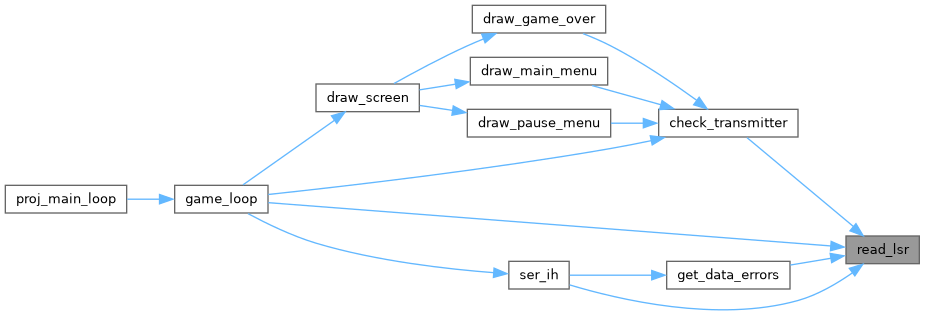 draw_game_over
draw_main_menu
draw_screen
draw_pause_menu
check_transmitter
proj_main_loop
game_loop
read_lsr
ser_ih
get_data_errors